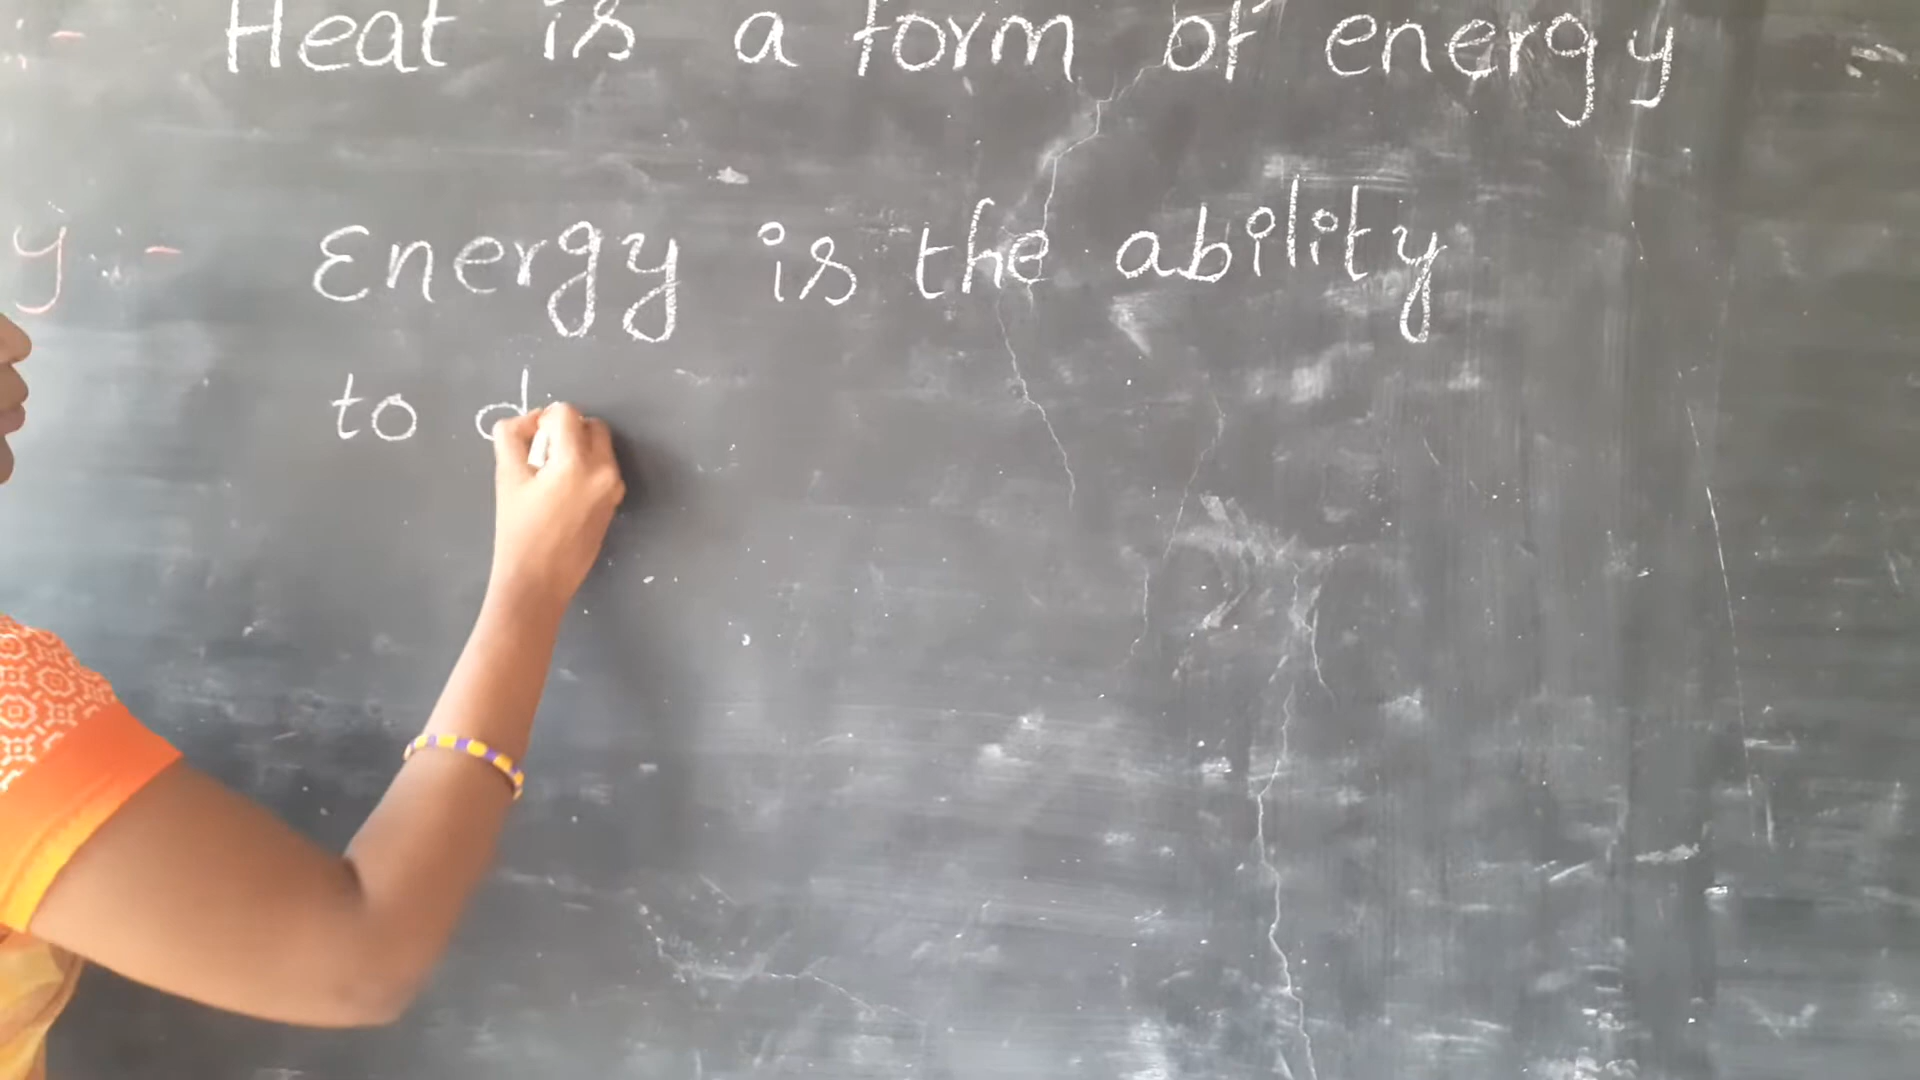 :- Heat is a form of energy
y :- Energy is the ability
to d